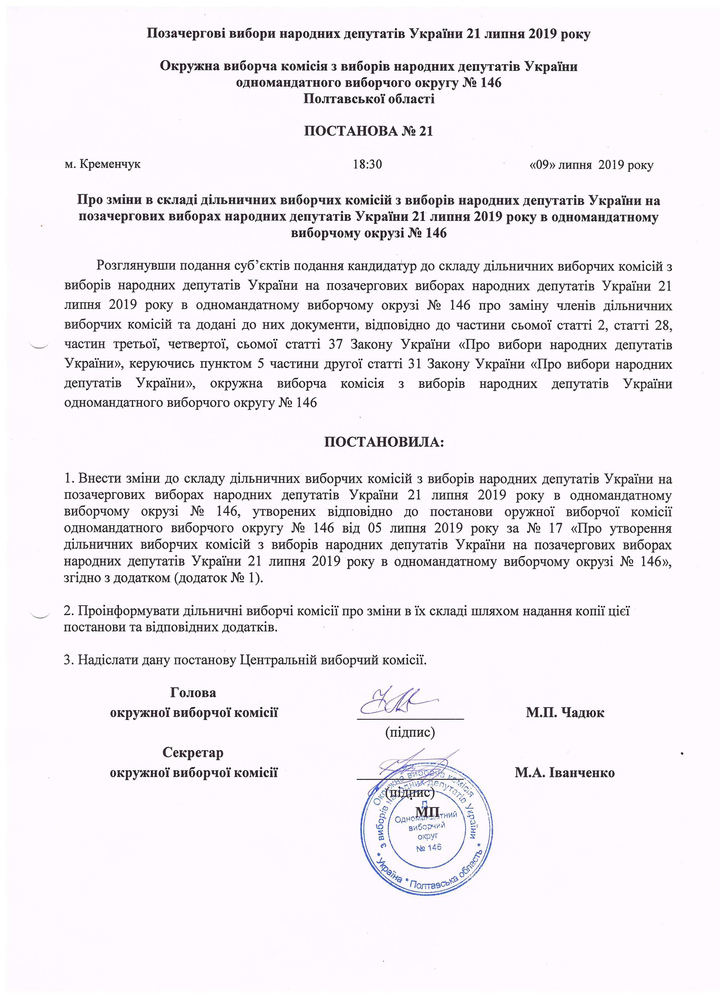 Позачергові вибори народних депутатів України 21 липня 2019 року
Окружна виборча комісія з виборів народних депутатів України
одномандатного виборчого округу № 146
Полтавської області
ПОСТАНОВА № 21
м. Кременчук 18:30 «09» липня 2019 року
Про зміни в складі дільничних виборчих комісій з виборів народних депутатів України на
позачергових виборах народних депутатів України 21 липня 2019 року в одномандатному
виборчому окрузі № 146
Розглянувши подання суб’єктів подання кандидатур до складу дільничних виборчих комісій з
виборів народних депутатів України на позачергових виборах народних депутатів України 21
липня 2019 року в одномандатному виборчому окрузі № 146 про заміну членів дільничних
виборчих комісій та додані до них документи, відповідно до частини сьомої статті 2, статті 28,
частин третьої, четвертої, сьомої статті 37 Закону України «Про вибори народних депутатів
України», керуючись пунктом 5 частини другої статті 31 Закону України «Про вибори народних
депутатів України», окружна виборча комісія з виборів народних депутатів України
одномандатного виборчого округу № 146
ПОСТАНОВИЛА:
1. Внести зміни до складу дільничних виборчих комісій з виборів народних депутатів України на
позачергових виборах народних депутатів України 21 липня 2019 року в одномандатному
виборчому окрузі № 146, утворених відповідно до постанови оружної виборчої комісії
одномандатного виборчого округу № 146 від 05 липня 2019 року за № 17 «Про утворення
дільничних виборчих комісій з виборів народних депутатів України на позачергових виборах
народних депутатів України 21 липня 2019 року в одномандатному виборчому окрузі № 146»,
згідно з додатком (додаток № 1).
2. Проінформувати дільничні виборчі комісії про зміни в їх складі шляхом надання копії цієї
постанови та відповідних додатків.
3. Надіслати дану постанову Центральній виборчий комісії.
Голова
окружної виборчої комісії М.П. Чадюк
(підпис)
Секретар
окружної виборчої комісії М.А. Іванченко
(підпис)
МП
Окружна виборча комісія
з виборів народних депутатів України
* Україна * Полтавська область *
Одномандатний
виборчий
округ
№ 146